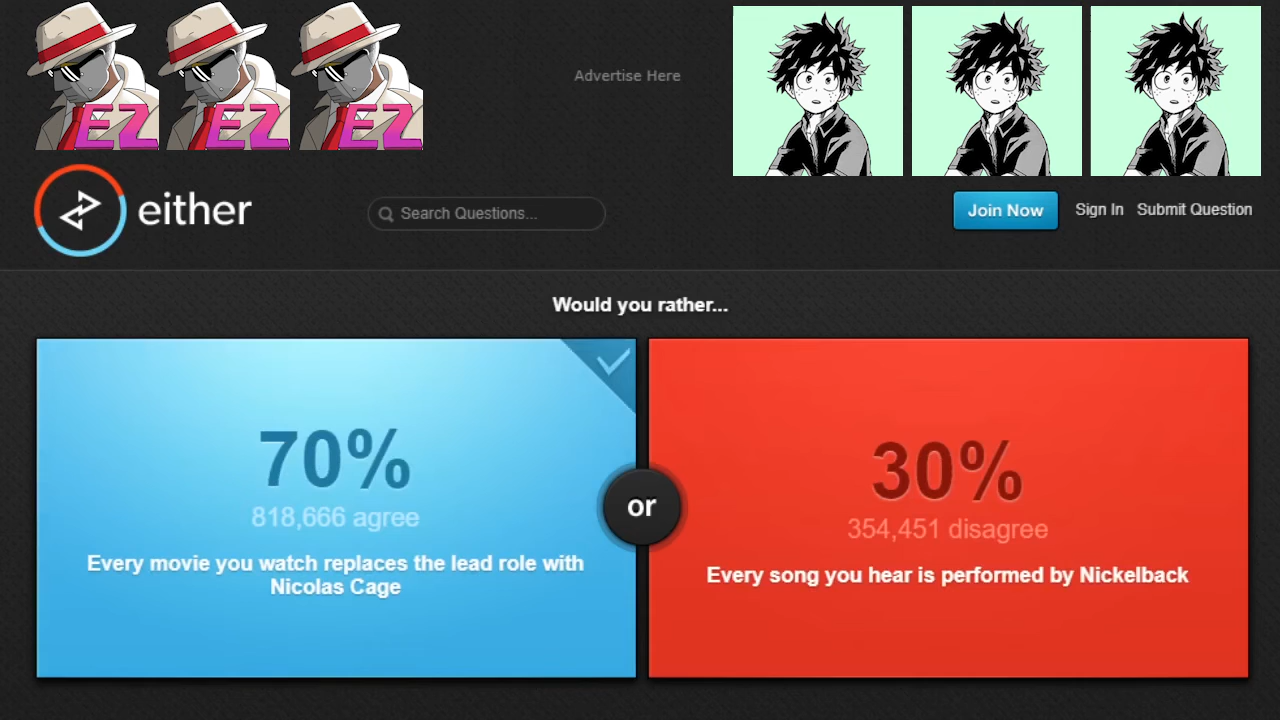 EZ EZ EZ
Advertise Here
either
Search Questions...
Join Now
Sign In
Submit Question
Would you rather...
70%
818,666 agree
Every movie you watch replaces the lead role with
Nicolas Cage
or
30%
354,451 disagree
Every song you hear is performed by Nickelback